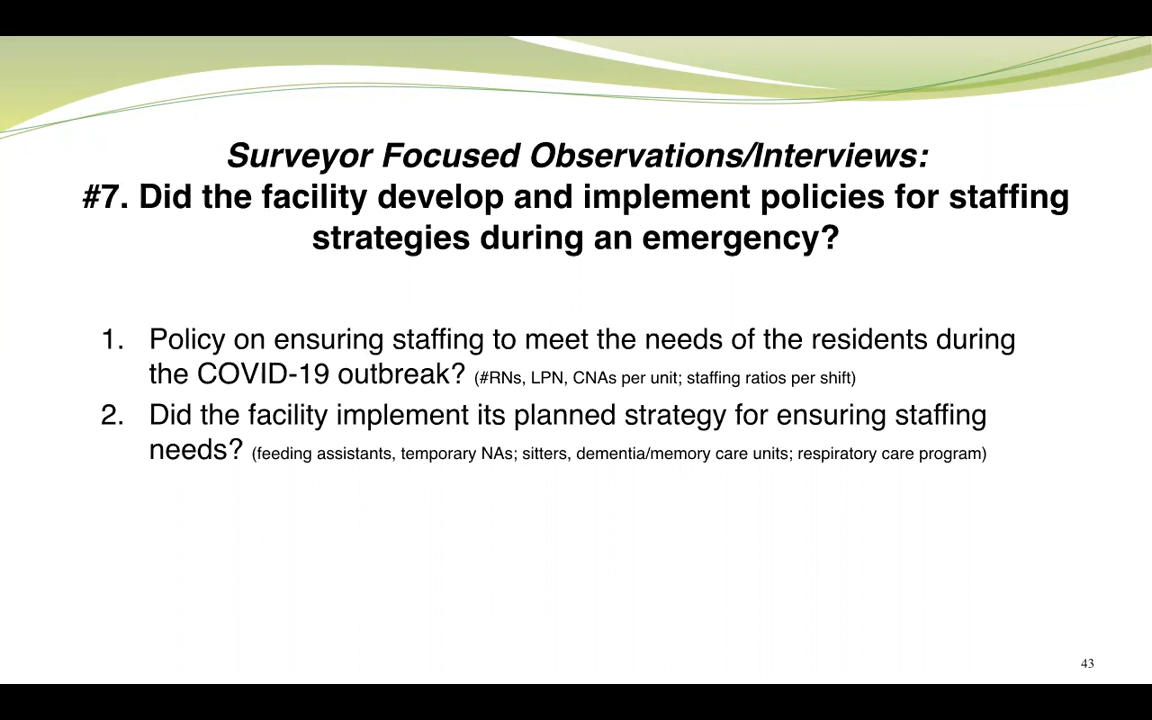 Surveyor Focused Observations/Interviews:
#7. Did the facility develop and implement policies for staffing
strategies during an emergency?
1. Policy on ensuring staffing to meet the needs of the residents during
the COVID-19 outbreak? (#RNs, LPN, CNAs per unit; staffing ratios per shift)
2. Did the facility implement its planned strategy for ensuring staffing
needs? (feeding assistants, temporary NAs; sitters, dementia/memory care units; respiratory care program)
43